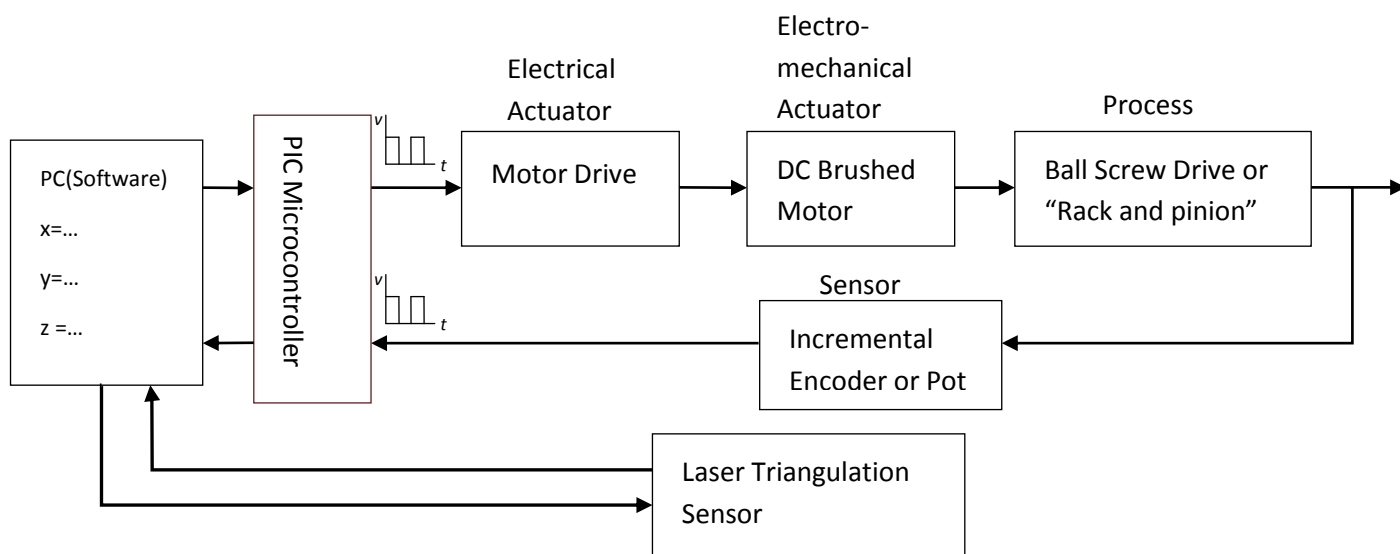 Electro-
mechanical
Actuator
Electrical
Actuator
Process
PC(Software)
x=...
y=...
z =...
PIC Microcontroller
v
t
Motor Drive
DC Brushed
Motor
Ball Screw Drive or
“Rack and pinion”
v
t
Sensor
Incremental
Encoder or Pot
Laser Triangulation
Sensor